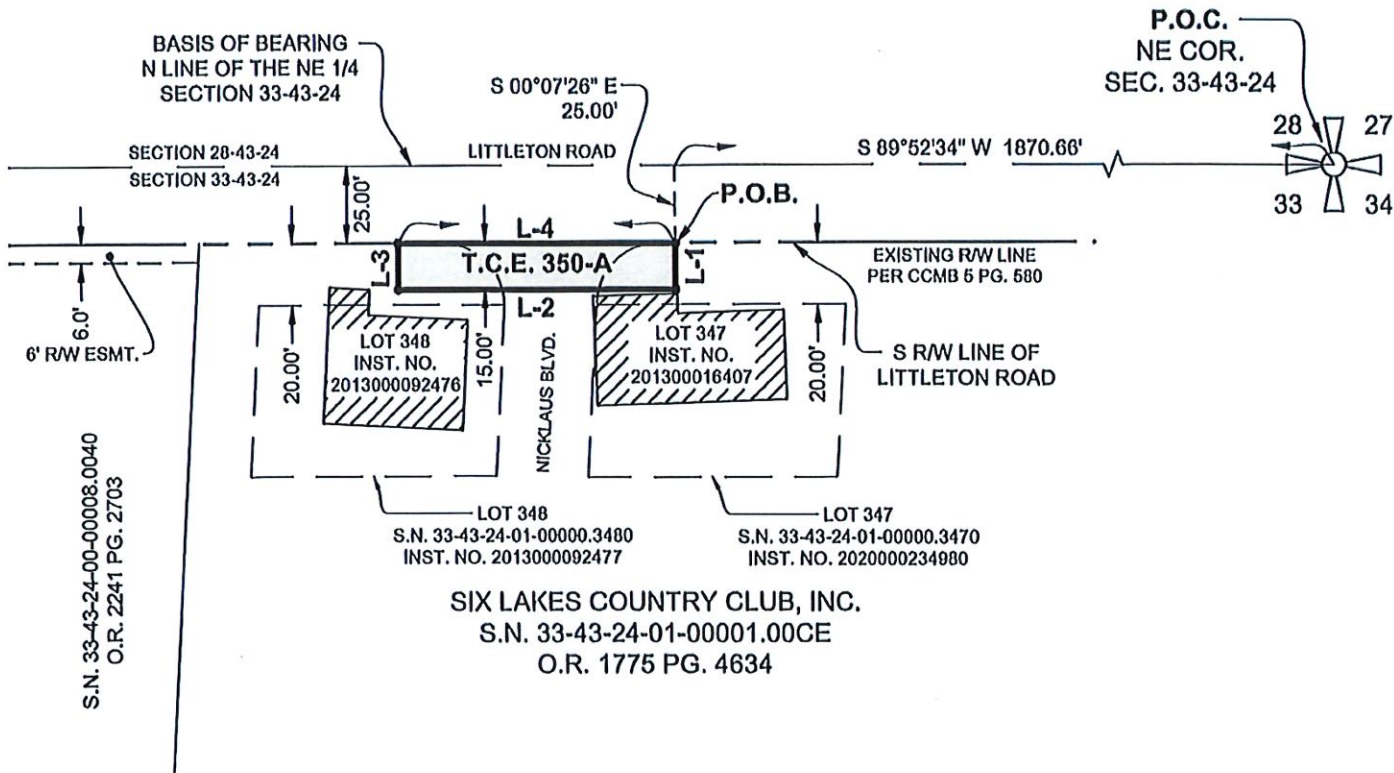 BASIS OF BEARING
N LINE OF THE NE 1/4
SECTION 33-43-24
S 00°07'26" E
25.00'
P.O.C.
NE COR.
SEC. 33-43-24
28
27
33
34
SECTION 28-43-24
SECTION 33-43-24
LITTLETON ROAD
S 89°52'34" W 1870.66'
25.00'
P.O.B.
L-4
L-3
T.C.E. 350-A
L-1
L-2
EXISTING R/W LINE
PER CCMB 5 PG. 580
6.0'
6' R/W ESMT.
20.00'
LOT 348
INST. NO.
2013000092476
15.00'
NICKLAUS BLVD.
LOT 347
INST. NO.
201300016407
20.00'
S R/W LINE OF
LITTLETON ROAD
S.N. 33-43-24-00-00008.0040
O.R. 2241 PG. 2703
LOT 348
S.N. 33-43-24-01-00000.3480
INST. NO. 2013000092477
LOT 347
S.N. 33-43-24-01-00000.3470
INST. NO. 2020000234980
SIX LAKES COUNTRY CLUB, INC.
S.N. 33-43-24-01-00001.00CE
O.R. 1775 PG. 4634